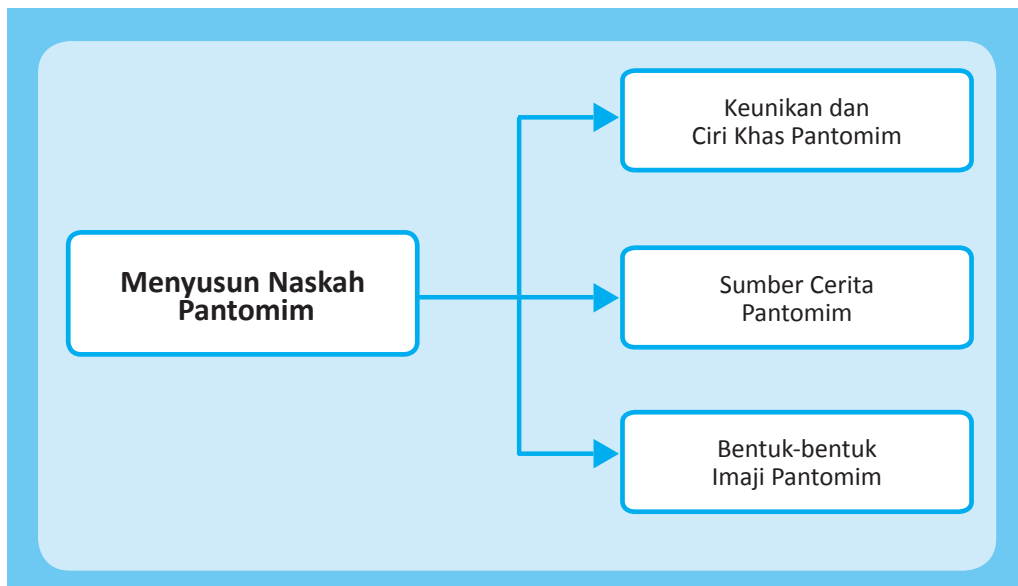 Menyusun Naskah
Pantomim
Keunikan dan
Ciri Khas Pantomim
Sumber Cerita
Pantomim
Bentuk-bentuk
Imaji Pantomim